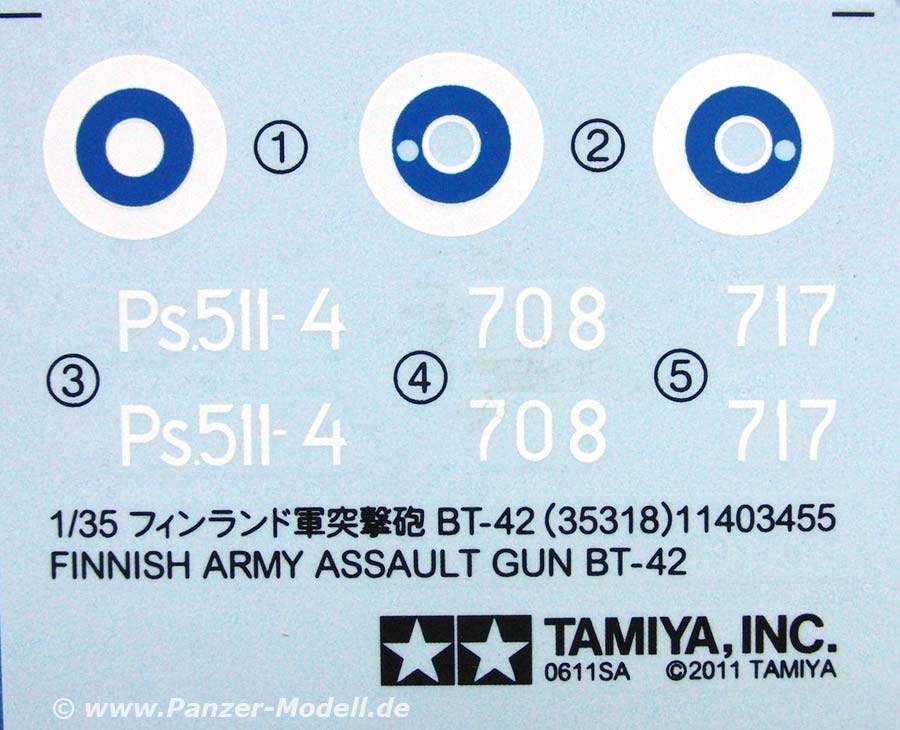 ① ②
Ps.511-4 708 717
③ ④ ⑤
Ps.511-4 708 717
1/35 フィンランド軍突撃砲 BT-42 (35318)11403455
FINNISH ARMY ASSAULT GUN BT-42
TAMIYA, INC.
0611SA ©2011 TAMIYA
© www.Panzer-Modell.de